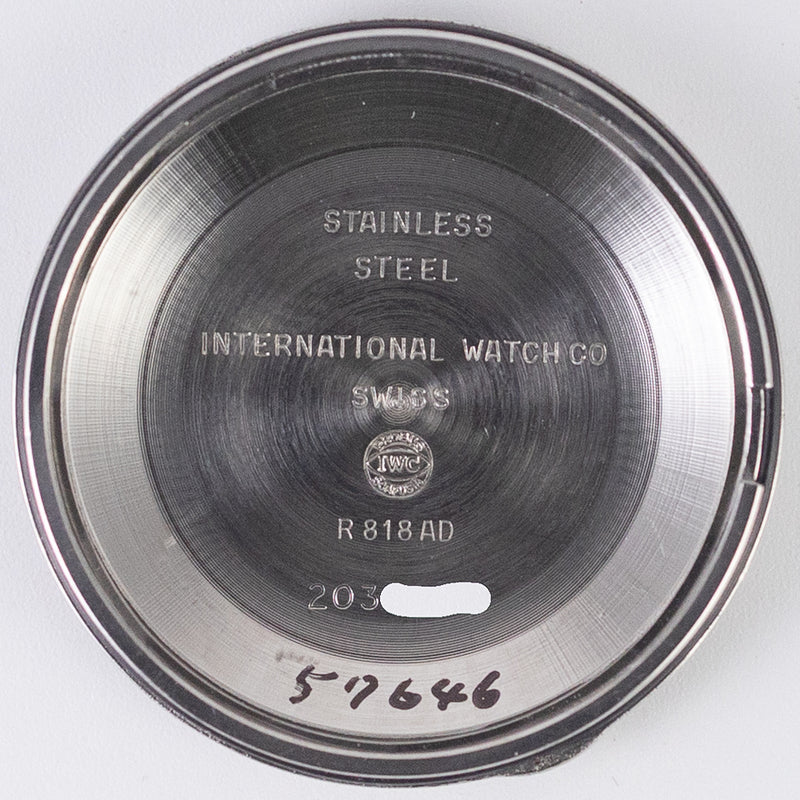 STAINLESS
STEEL
INTERNATIONAL WATCH CO
SWISS
IWC
R 818 AD
203
57646